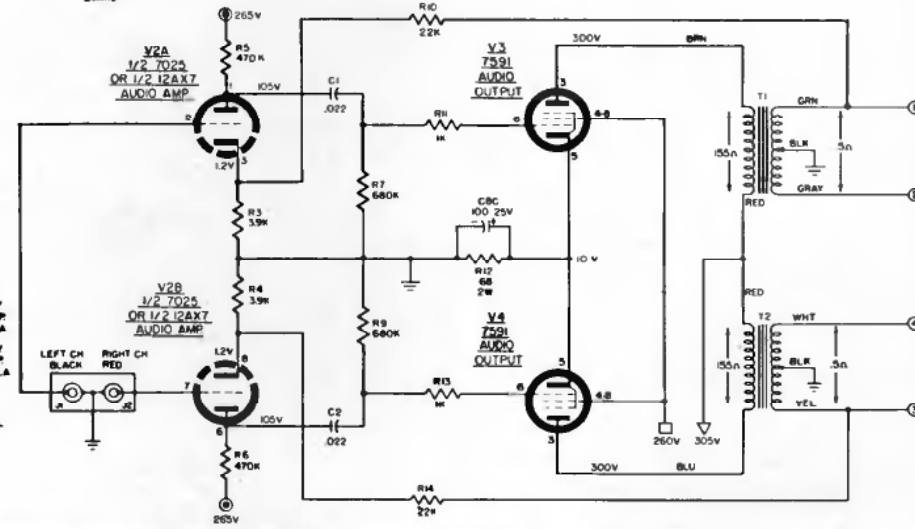 265V
R5
470K
V2A
1/2 7025
OR 1/2 12AX7
AUDIO AMP
1
105V
C1
.022
2
1.2V
3
R10
22K
300V
BRN
V3
7591
AUDIO
OUTPUT
3
4-8
5
R11
1K
6
T1
GRN
BLK
GRAY
155Ω
.5Ω
RED
R7
680K
R3
3.9K
C8C
100 25V
+
R12
68
2W
10 V
R4
3.9K
R9
680K
V2B
1/2 7025
OR 1/2 12AX7
AUDIO AMP
LEFT CH
BLACK
RIGHT CH
RED
J1
J2
1.2V
8
7
6
105V
C2
.022
R6
470K
265V
V4
7591
AUDIO
OUTPUT
5
R13
1K
6
4-8
3
300V
BLU
R14
22K
260V
305V
RED
T2
WHT
BLK
YEL
155Ω
.5Ω